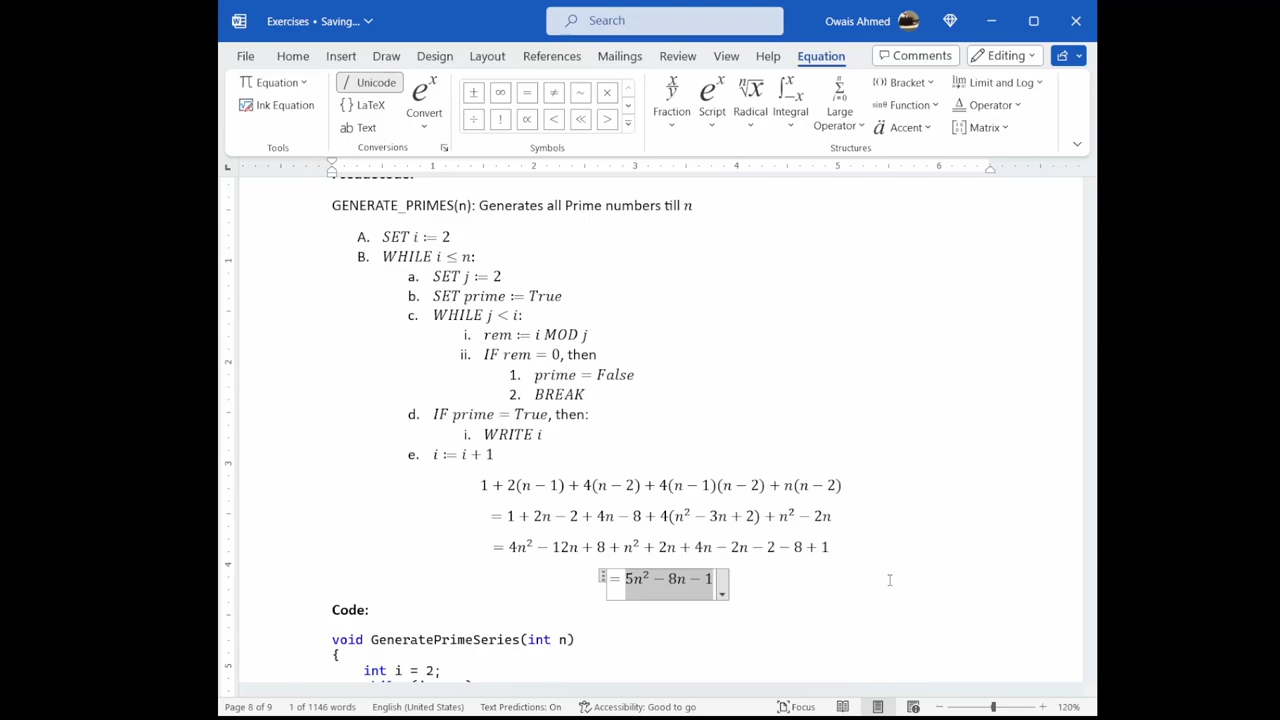 Exercises • Saving...
Search
Owais Ahmed
File Home Insert Draw Design Layout References Mailings Review View Help Equation Comments Editing
Equation
Ink Equation
Tools
Unicode
LaTeX
Text
Convert
Conversions
± ∞ = ≠ ~ ×
÷ ! ∝ < ≪ >
Symbols
Fraction Script Radical Integral Large Operator
Bracket
Function
Accent
Limit and Log
Operator
Matrix
Structures
1 2 3 4 5 6
GENERATE_PRIMES(n): Generates all Prime numbers till n
A. SET i := 2
B. WHILE i ≤ n:
a. SET j := 2
b. SET prime := True
c. WHILE j < i:
i. rem := i MOD j
ii. IF rem = 0, then
1. prime = False
2. BREAK
d. IF prime = True, then:
i. WRITE i
e. i := i + 1
1 + 2(n − 1) + 4(n − 2) + 4(n − 1)(n − 2) + n(n − 2)
= 1 + 2n − 2 + 4n − 8 + 4(n² − 3n + 2) + n² − 2n
= 4n² − 12n + 8 + n² + 2n + 4n − 2n − 2 − 8 + 1
= 5n² − 8n − 1
Code:
void GeneratePrimeSeries(int n)
{
int i = 2;
Page 8 of 9 1 of 1146 words English (United States) Text Predictions: On Accessibility: Good to go Focus 120%